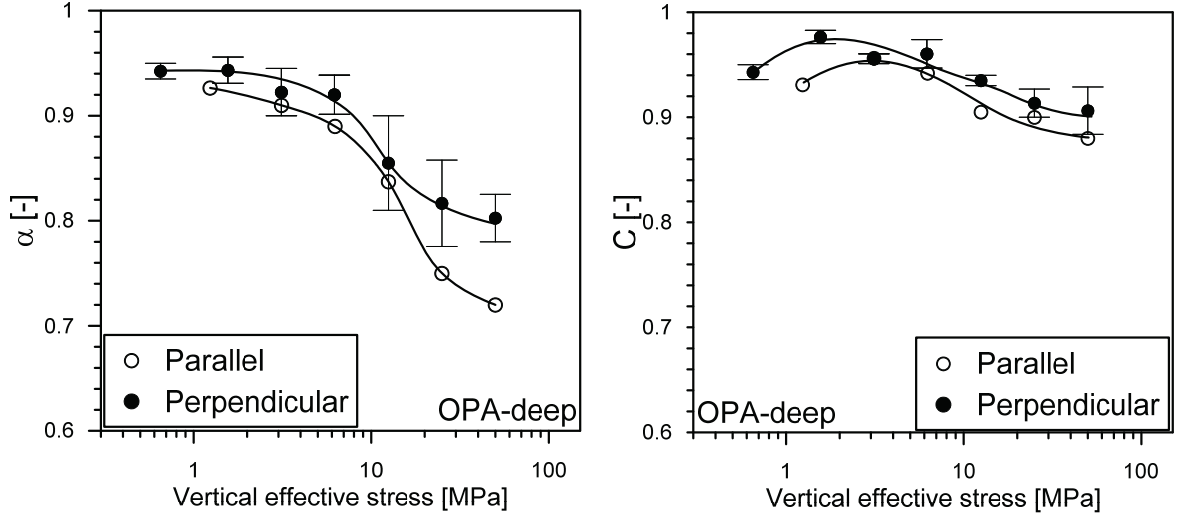 1
0.9
0.8
0.7
0.6
α [-]
Parallel
Perpendicular
OPA-deep
1
10
100
Vertical effective stress [MPa]
1
0.9
0.8
0.7
0.6
C [-]
Parallel
Perpendicular
OPA-deep
1
10
100
Vertical effective stress [MPa]